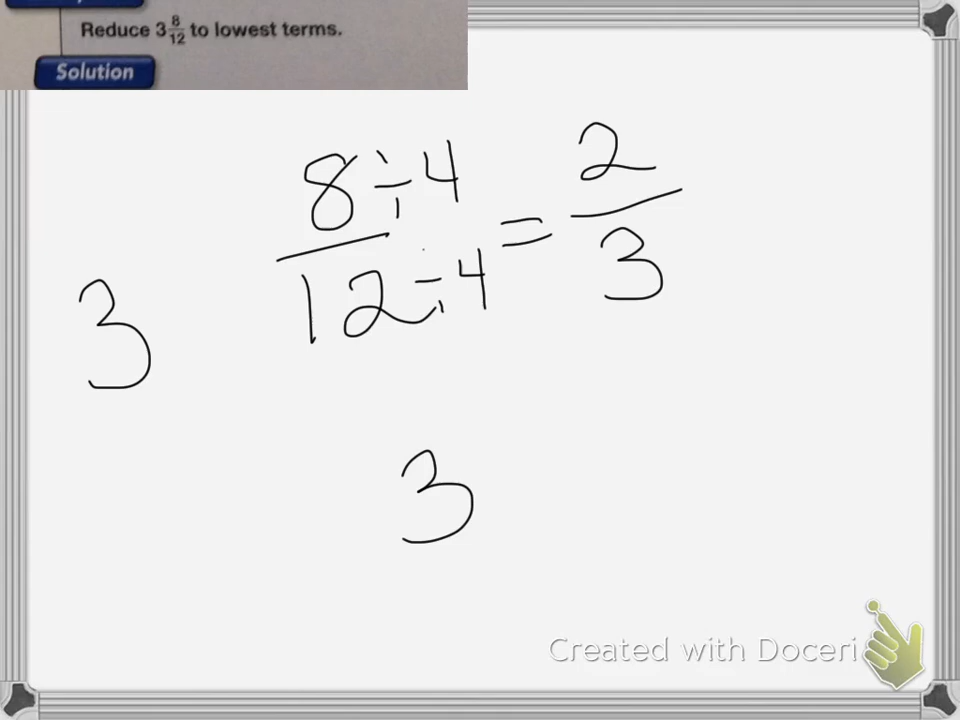 Reduce 3 8/12 to lowest terms.
Solution
3 8÷4/12÷4 = 2/3
3
Created with Doceri